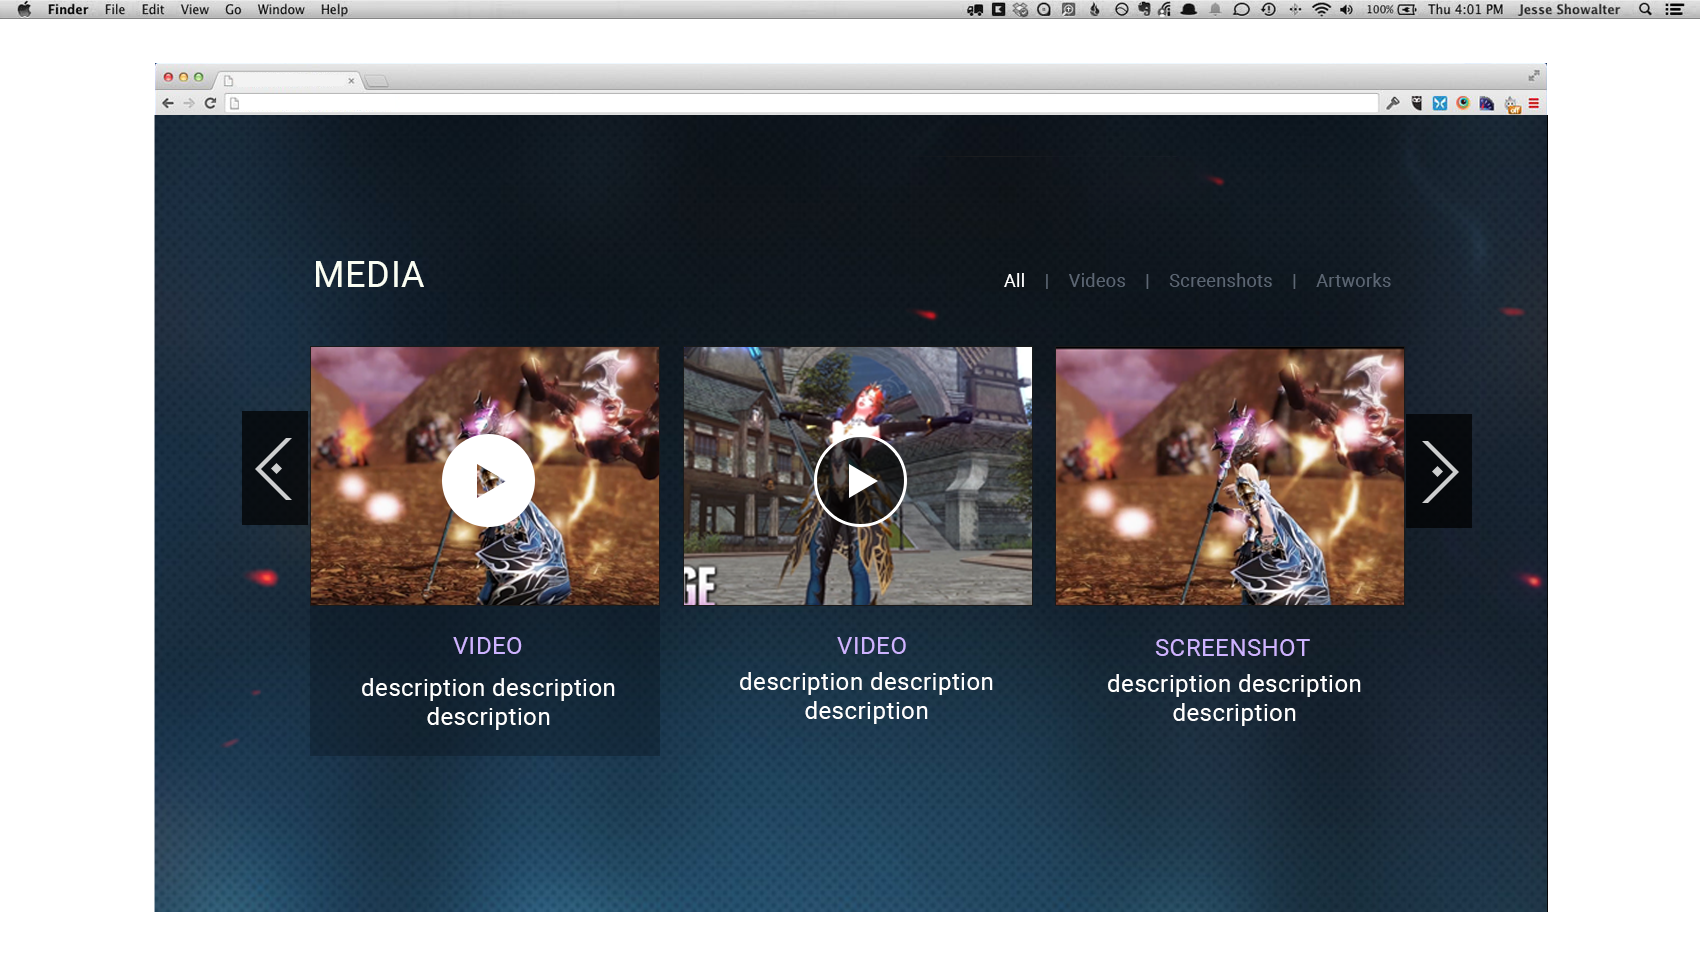 Finder File Edit View Go Window Help 100% Thu 4:01 PM Jesse Showalter
off
MEDIA
All | Videos | Screenshots | Artworks
GE
VIDEO
description description
description
VIDEO
description description
description
SCREENSHOT
description description
description